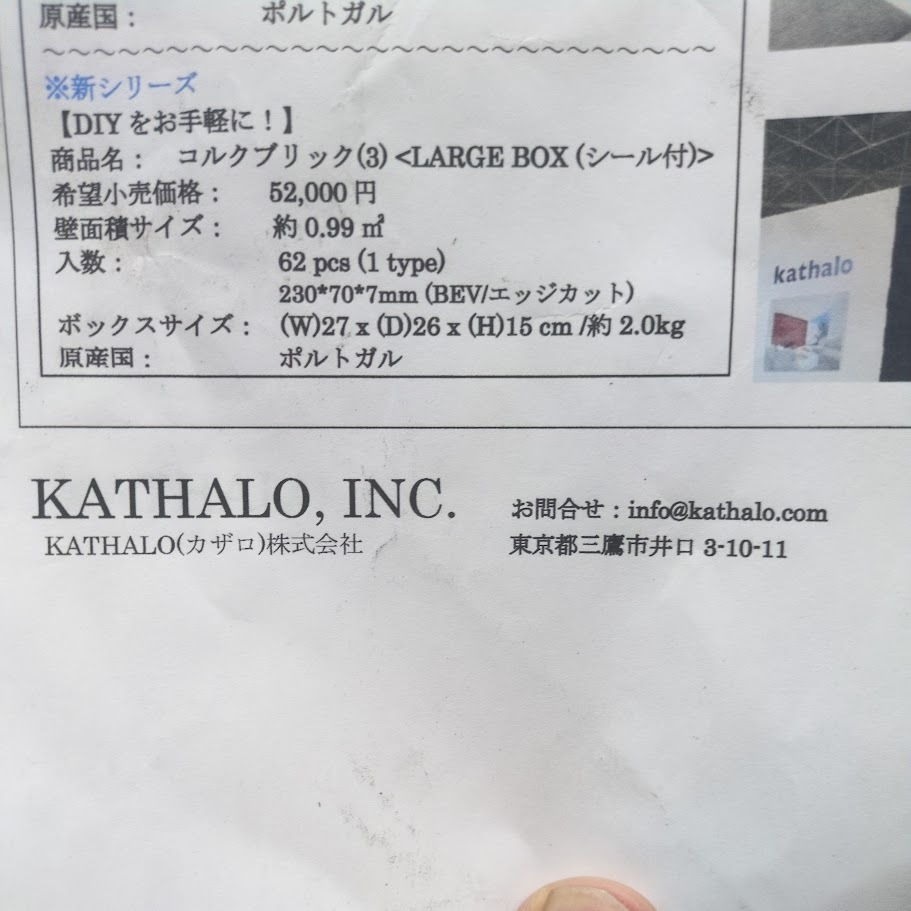 原産国： ポルトガル
～～～～～～～～～～～～～～～～～～～～～～～～～～～～
※新シリーズ
【DIYをお手軽に！】
商品名： コルクブリック(3) <LARGE BOX (シール付)>
希望小売価格： 52,000 円
壁面積サイズ： 約 0.99 ㎡
入数： 62 pcs (1 type)
230*70*7mm (BEV/エッジカット)
ボックスサイズ： (W)27 x (D)26 x (H)15 cm /約 2.0kg
原産国： ポルトガル
kathalo
KATHALO, INC.
KATHALO(カザロ)株式会社
お問合せ：info@kathalo.com
東京都三鷹市井口 3-10-11